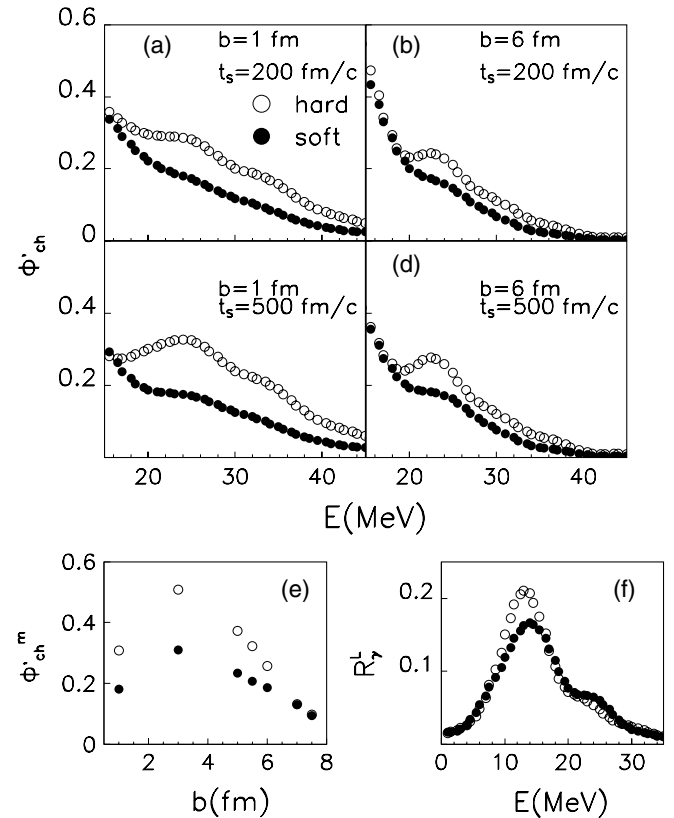 (a) b=1 fm
t_s=200 fm/c
○ hard
● soft
(b) b=6 fm
t_s=200 fm/c
0.6
0.4
0.2
0
Φ'_ch
b=1 fm
t_s=500 fm/c
(d) b=6 fm
t_s=500 fm/c
0.4
0.2
20 30 40 20 30 40
E(MeV)
(e)
0.6
0.4
0.2
0
Φ'_ch^m
2 4 6 8
b(fm)
(f)
0.2
0.1
R_γ^L
0 10 20 30
E(MeV)